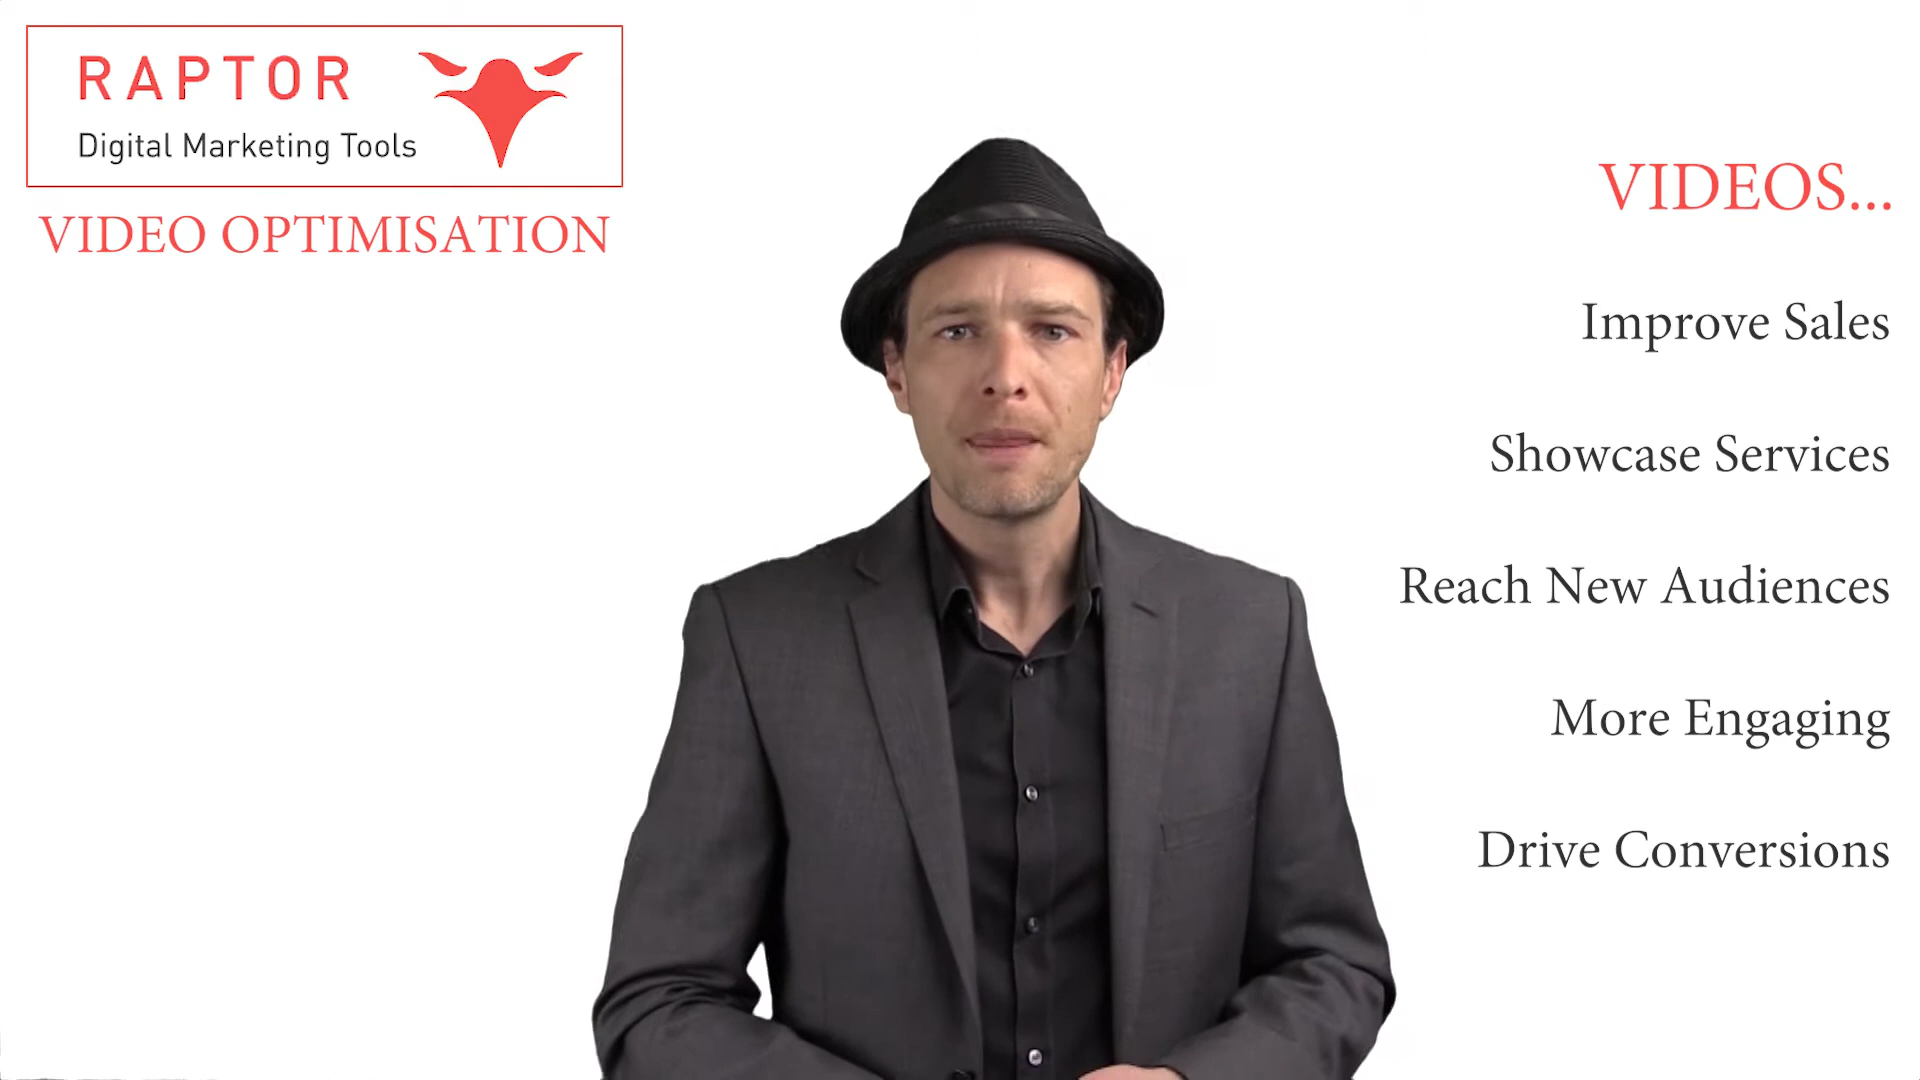 RAPTOR
Digital Marketing Tools
VIDEO OPTIMISATION
VIDEOS...
Improve Sales
Showcase Services
Reach New Audiences
More Engaging
Drive Conversions